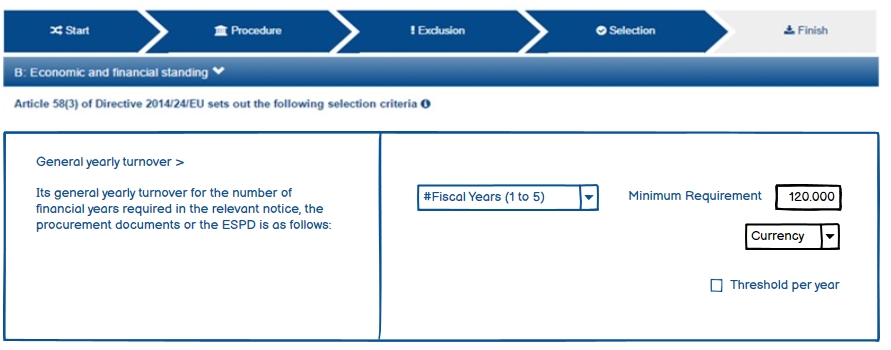 Start
Procedure
Exclusion
Selection
Finish
B: Economic and financial standing
Article 58(3) of Directive 2014/24/EU sets out the following selection criteria
General yearly turnover >
Its general yearly turnover for the number of
financial years required in the relevant notice, the
procurement documents or the ESPD is as follows:
#Fiscal Years (1 to 5)
Minimum Requirement
120.000
Currency
Threshold per year